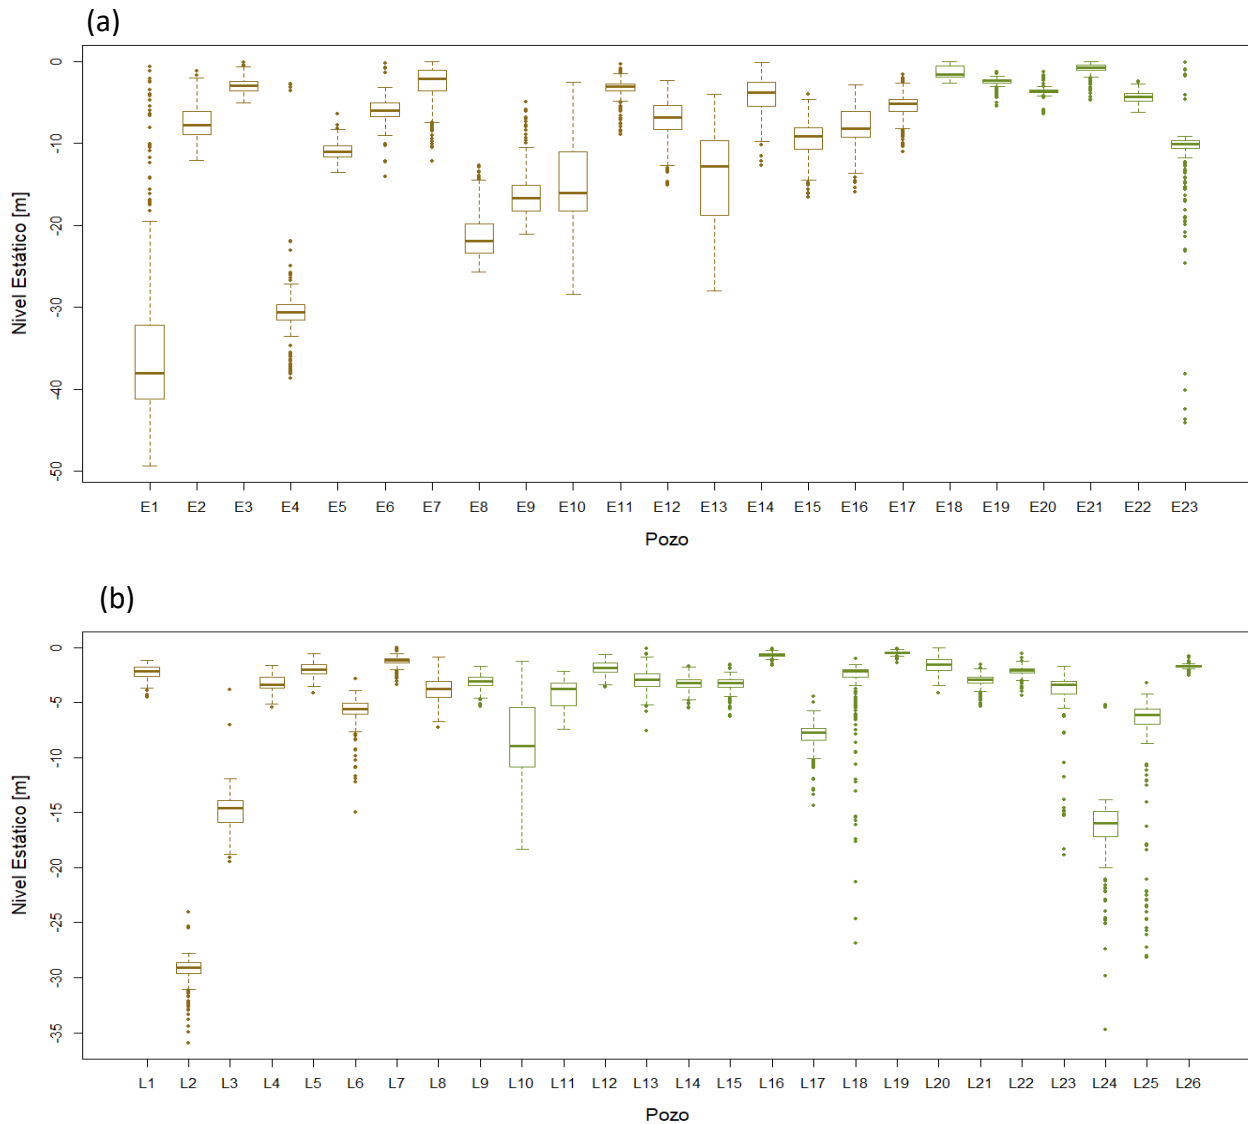 (a)
0
-10
-20
-30
-40
-50
Nivel Estático [m]
E1 E2 E3 E4 E5 E6 E7 E8 E9 E10 E11 E12 E13 E14 E15 E16 E17 E18 E19 E20 E21 E22 E23
Pozo
(b)
0
-5
-10
-15
-20
-25
-30
-35
Nivel Estático [m]
L1 L2 L3 L4 L5 L6 L7 L8 L9 L10 L11 L12 L13 L14 L15 L16 L17 L18 L19 L20 L21 L22 L23 L24 L25 L26
Pozo